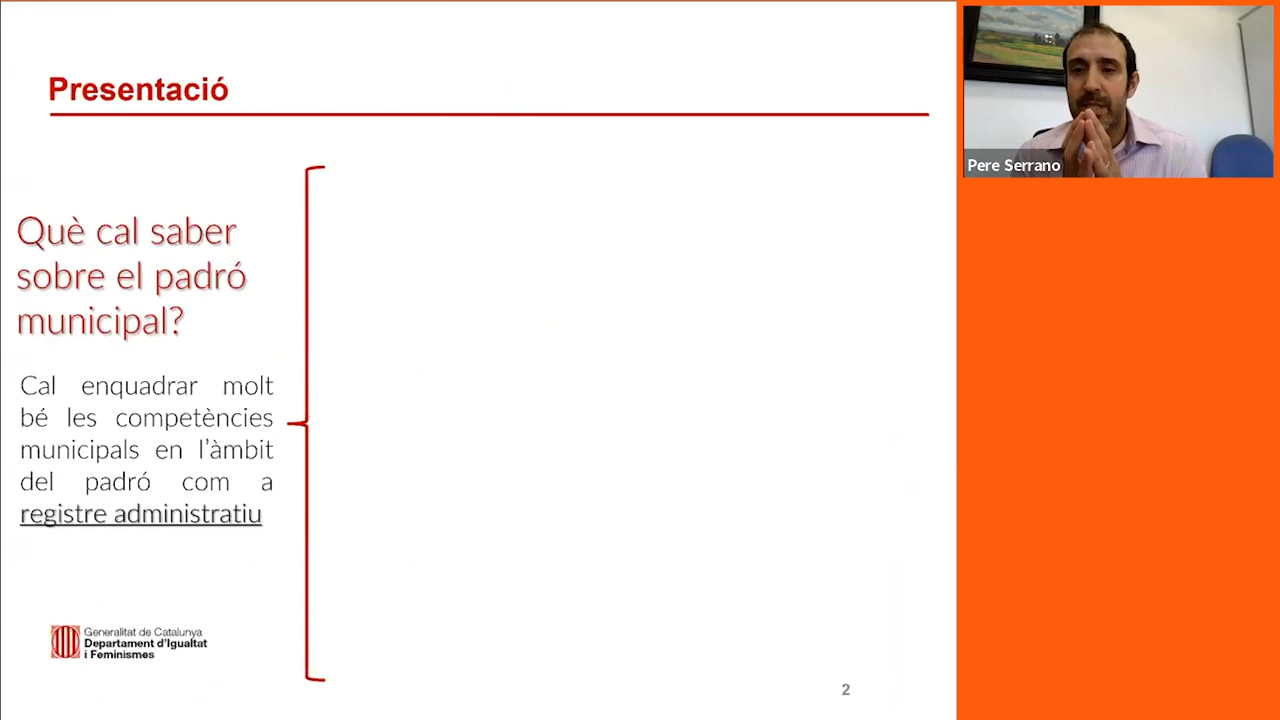 Presentació
Què cal saber
sobre el padró
municipal?
Cal enquadrar molt
bé les competències
municipals en l'àmbit
del padró com a
registre administratiu
Generalitat de Catalunya
Departament d'Igualtat
i Feminismes
2
Pere Serrano